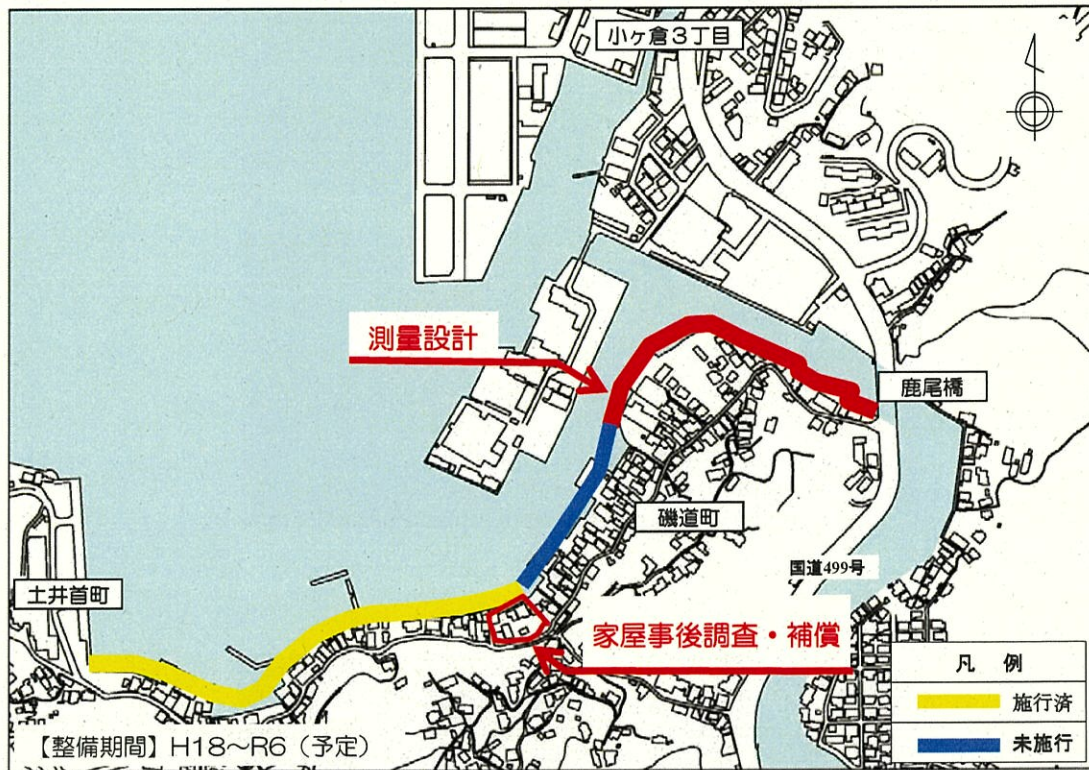 小ヶ倉3丁目
測量設計
鹿尾橋
磯道町
国道499号
土井首町
家屋事後調査・補償
凡 例
施行済
未施行
【整備期間】H18～R6（予定）